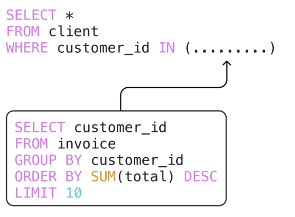 SELECT *
FROM client
WHERE customer_id IN (.........)
SELECT customer_id
FROM invoice
GROUP BY customer_id
ORDER BY SUM(total) DESC
LIMIT 10